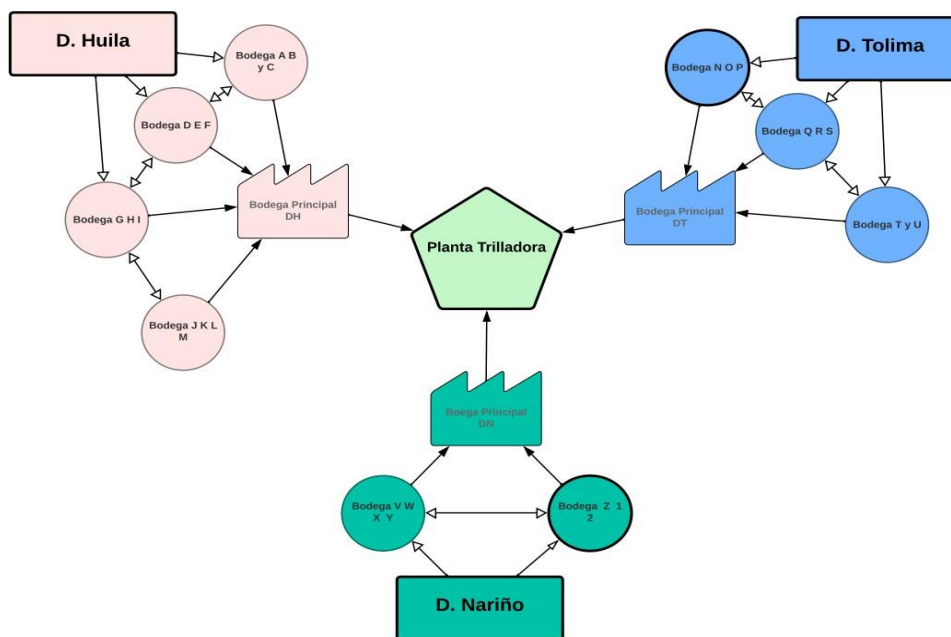 D. Huila
Bodega A B
y C
Bodega D E F
Bodega G H I
Bodega Principal
DH
Bodega J K L
M
D. Tolima
Bodega N O P
Bodega Q R S
Bodega Principal
DT
Bodega T y U
Planta Trilladora
Boega Principal
DN
Bodega V W
X Y
Bodega Z 1
2
D. Nariño